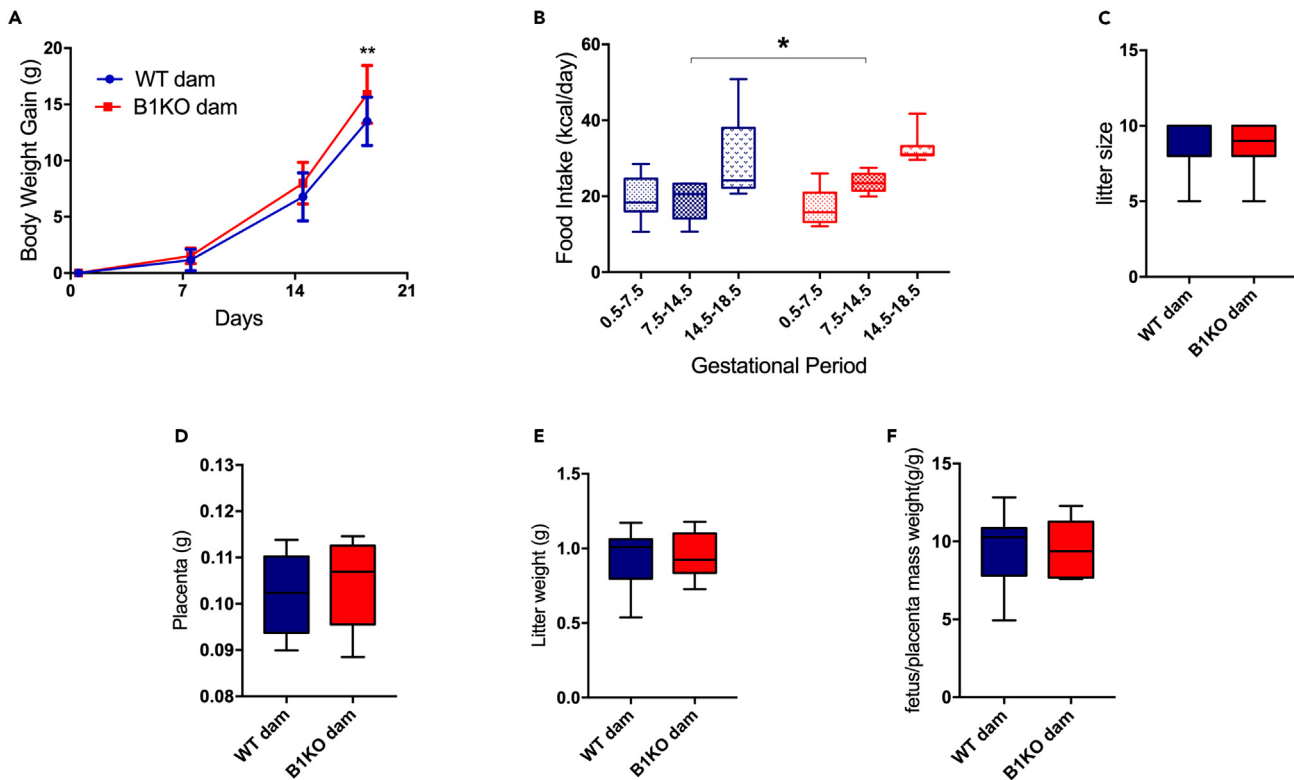 A
Body Weight Gain (g)
20
15
10
5
0
0
7
14
21
Days
WT dam
B1KO dam
**
B
Food Intake (kcal/day)
60
40
20
0
*
0.5-7.5
7.5-14.5
14.5-18.5
0.5-7.5
7.5-14.5
14.5-18.5
Gestational Period
C
litter size
15
10
5
0
WT dam
B1KO dam
D
Placenta (g)
0.13
0.12
0.11
0.10
0.09
0.08
WT dam
B1KO dam
E
Litter weight (g)
1.5
1.0
0.5
0.0
WT dam
B1KO dam
F
fetus/placenta mass weight(g/g)
15
10
5
0
WT dam
B1KO dam